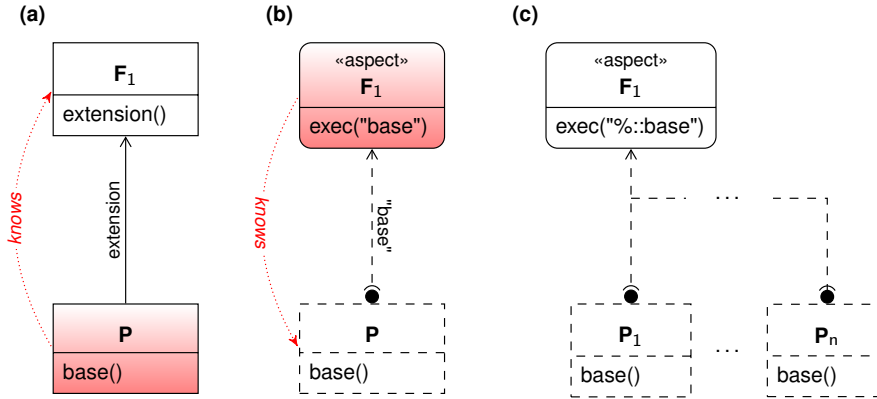 (a)
F1
extension()
knows
extension
P
base()
(b)
«aspect»
F1
exec("base")
knows
"base"
P
base()
(c)
«aspect»
F1
exec("%::base")
...
P1
base()
...
Pn
base()